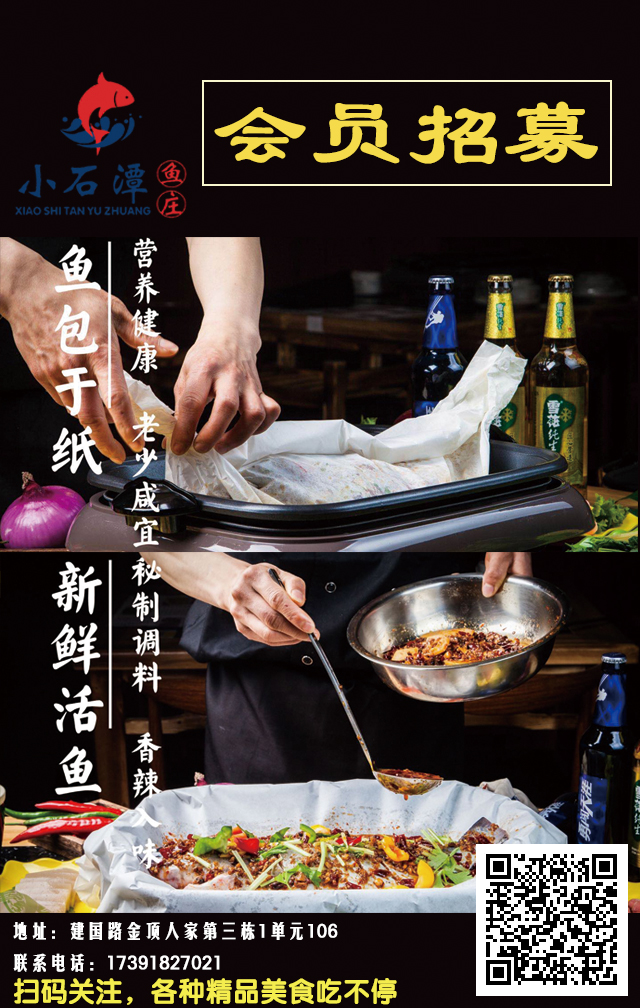 会员招募
小石潭鱼庄
XIAO SHI TAN YU ZHUANG
鱼包于纸
营养健康 老少咸宜
雪花纯生
新鲜活鱼
秘制调料 香辣入味
地址：建国路金顶人家第三栋1单元106
联系电话：17391827021
扫码关注，各种精品美食吃不停